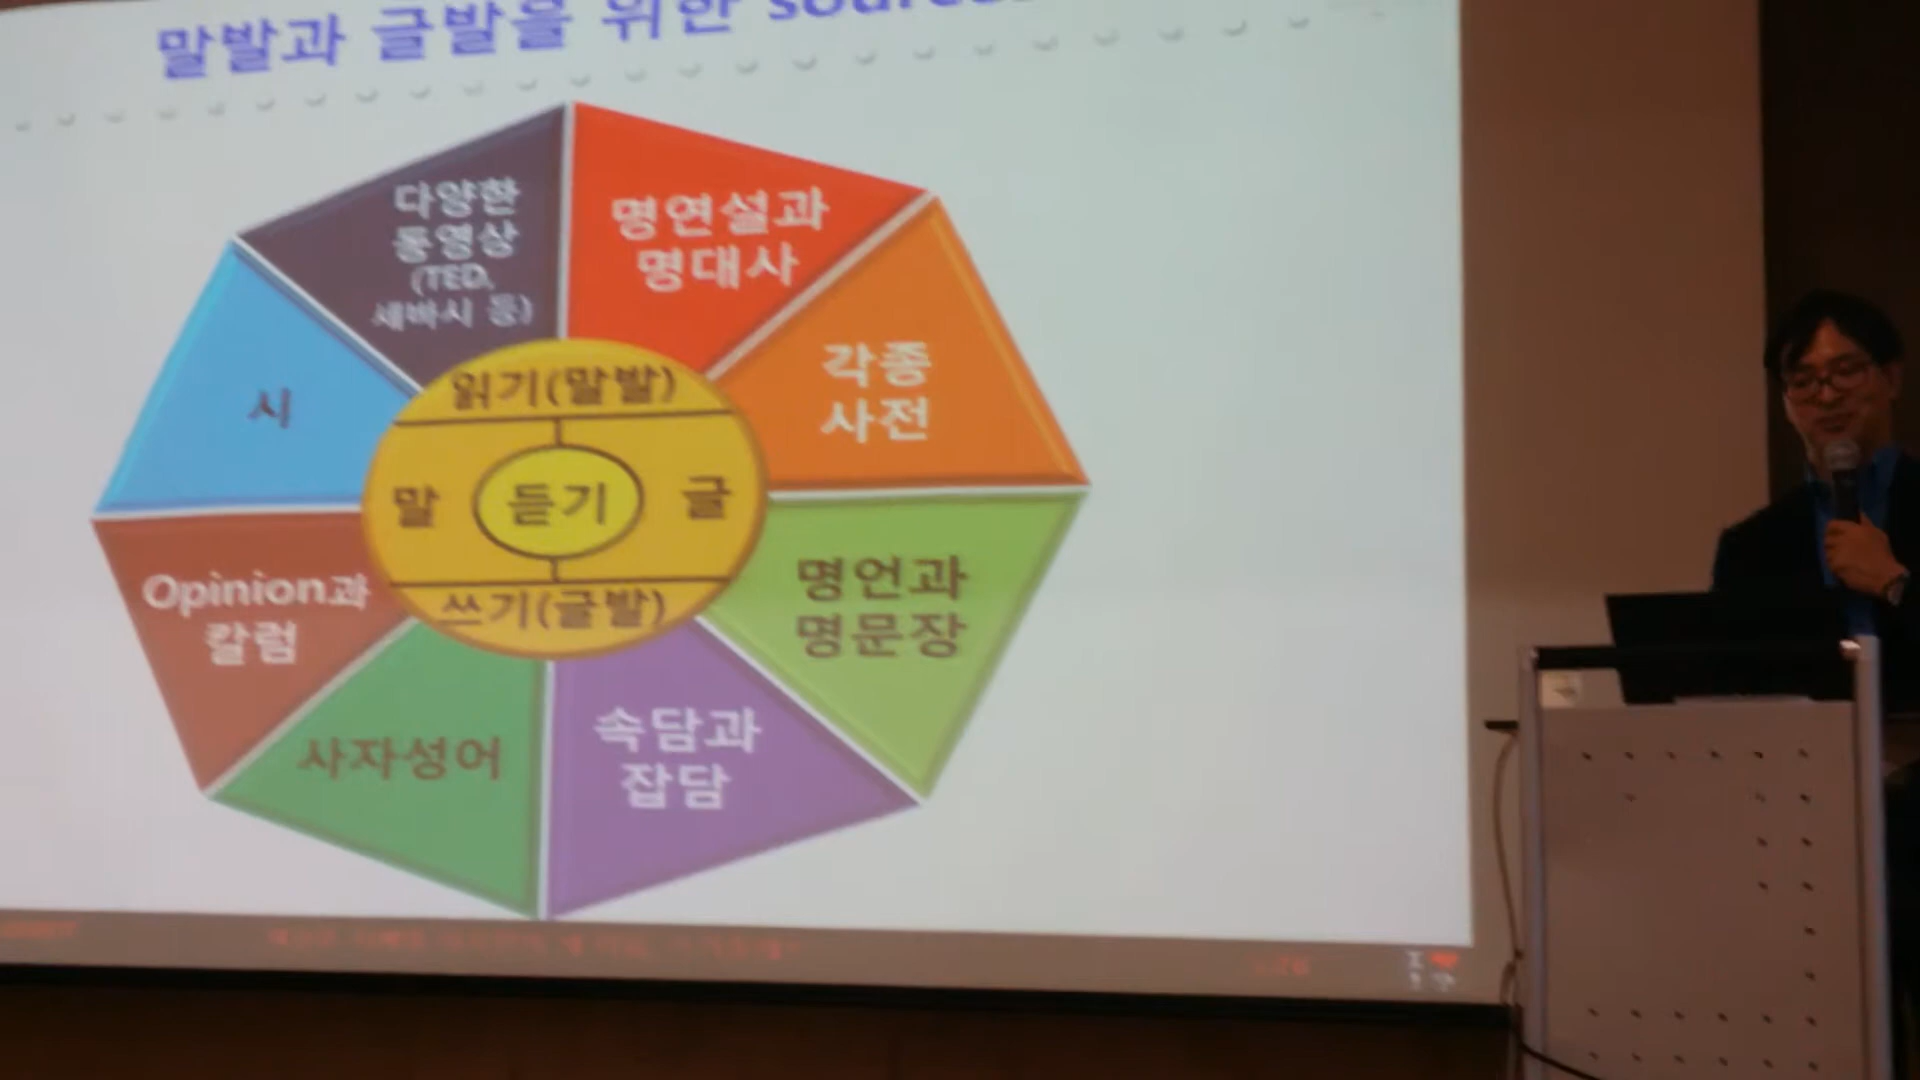 말발과 글발을 위한
다양한
동영상
(TED,
세바시 등)
명연설과
명대사
각종
사전
명언과
명문장
속담과
잡담
사자성어
Opinion과
칼럼
시
읽기(말발)
말
듣기
글
쓰기(글발)